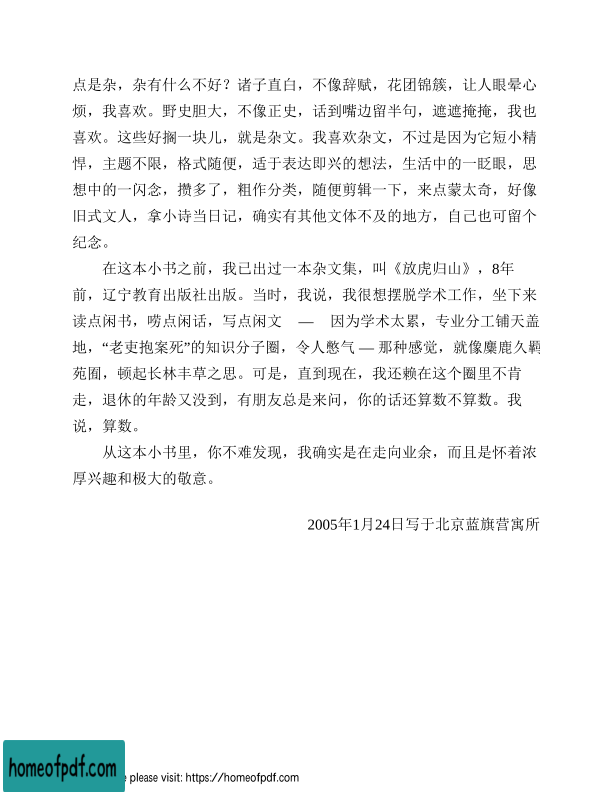 点是杂，杂有什么不好？诸子直白，不像辞赋，花团锦簇，让人眼晕心
烦，我喜欢。野史胆大，不像正史，话到嘴边留半句，遮遮掩掩，我也
喜欢。这些好搁一块儿，就是杂文。我喜欢杂文，不过是因为它短小精
悍，主题不限，格式随便，适于表达即兴的想法，生活中的一眨眼，思
想中的一闪念，攒多了，粗作分类，随便剪辑一下，来点蒙太奇，好像
旧式文人，拿小诗当日记，确实有其他文体不及的地方，自己也可留个
纪念。
在这本小书之前，我已出过一本杂文集，叫《放虎归山》，8年
前，辽宁教育出版社出版。当时，我说，我很想摆脱学术工作，坐下来
读点闲书，唠点闲话，写点闲文 — 因为学术太累，专业分工铺天盖
地，“老吏抱案死”的知识分子圈，令人憋气 — 那种感觉，就像麋鹿久羁
苑囿，顿起长林丰草之思。可是，直到现在，我还赖在这个圈里不肯
走，退休的年龄又没到，有朋友总是来问，你的话还算数不算数。我
说，算数。
从这本小书里，你不难发现，我确实是在走向业余，而且是怀着浓
厚兴趣和极大的敬意。
2005年1月24日写于北京蓝旗营寓所
homeofpdf.com
e please visit: https://homeofpdf.com